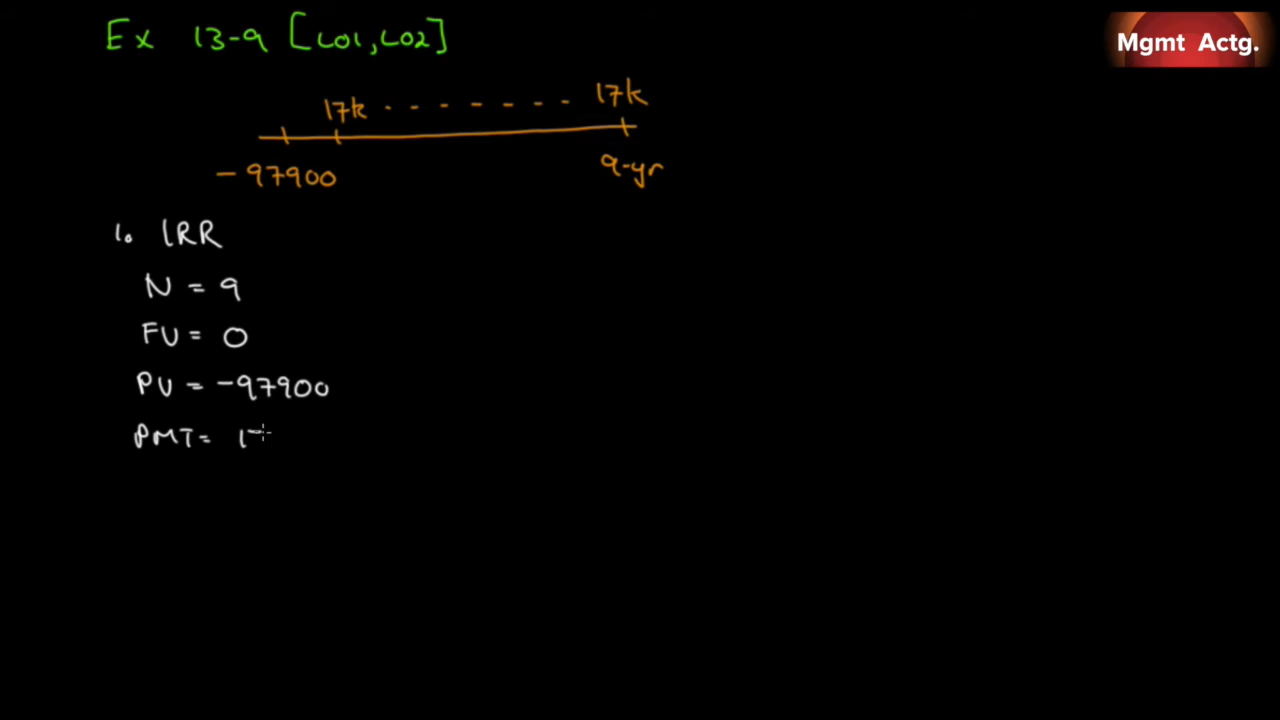 Ex 13-9 [LO1, LO2]
Mgmt Actg.
17k - - - - - - - 17k
-97900 9-yr
1. IRR
N = 9
FV = 0
PV = -97900
PMT = 17